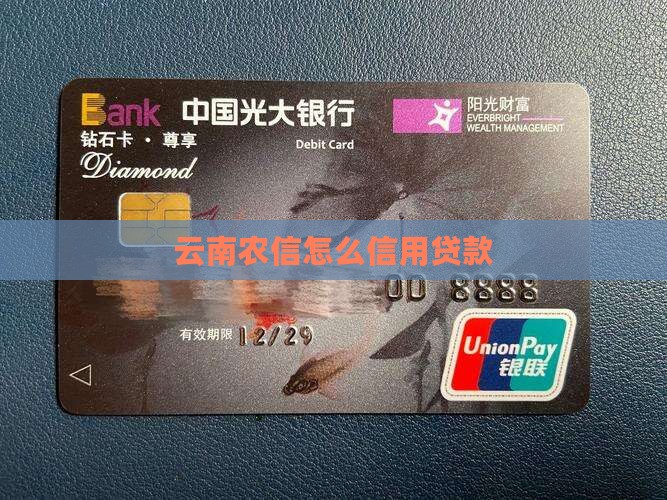 Bank 中国光大银行
阳光财富
EVERBRIGHT
WEALTH MANAGEMENT
钻石卡·尊享
Debit Card
Diamond
云南农信怎么信用贷款
00 8888
有效期限 12/29
UnionPay
银联